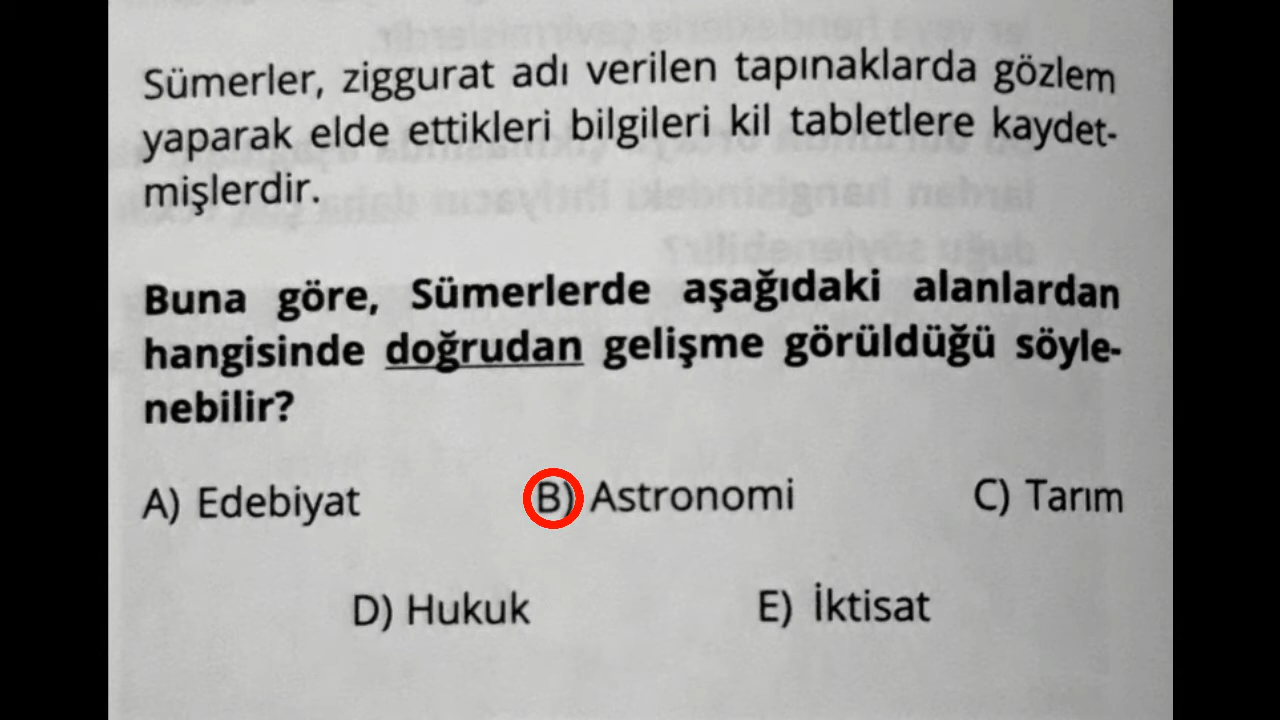 Sümerler, ziggurat adı verilen tapınaklarda gözlem
yaparak elde ettikleri bilgileri kil tabletlere kaydet-
mişlerdir.
Buna göre, Sümerlerde aşağıdaki alanlardan
hangisinde doğrudan gelişme görüldüğü söyle-
nebilir?
A) Edebiyat B) Astronomi C) Tarım
D) Hukuk E) İktisat